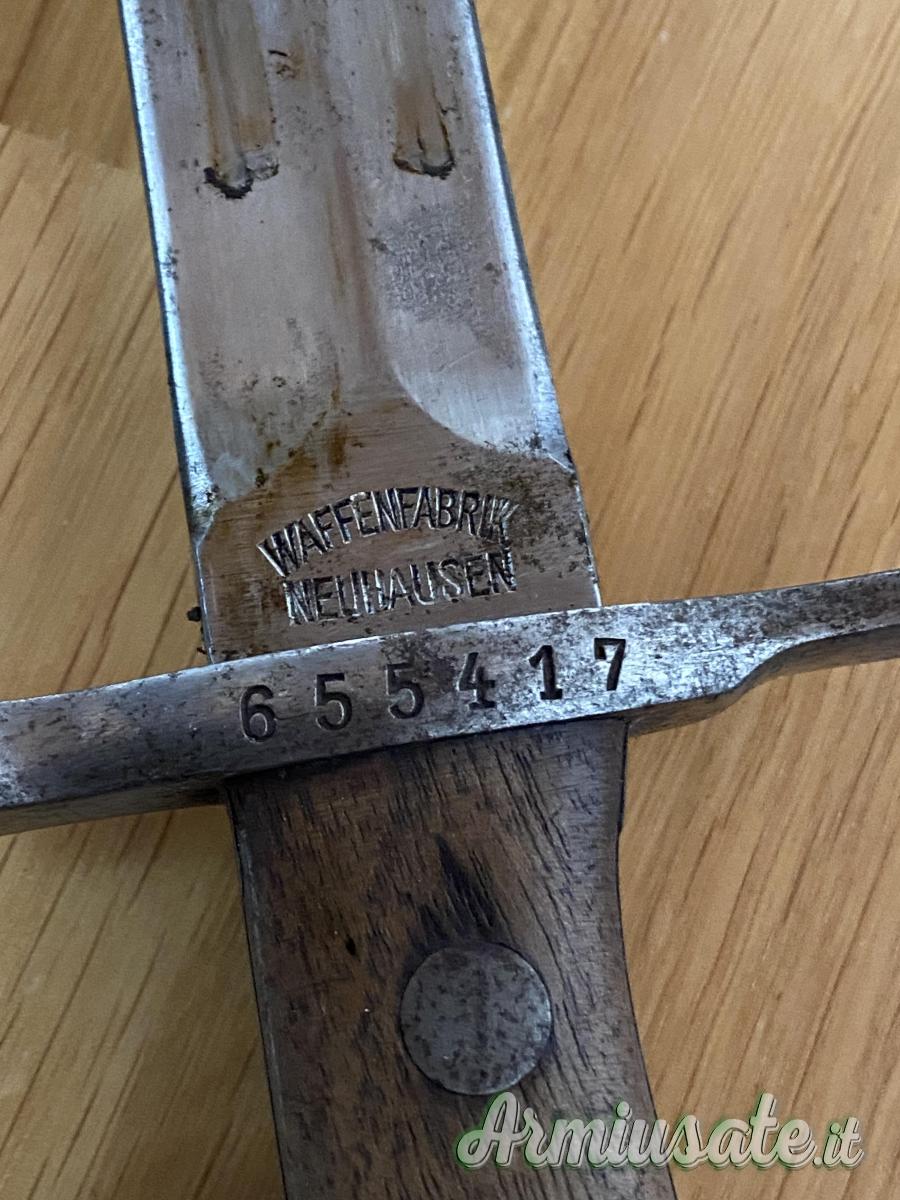 WAFFENFABRIK
NEUHAUSEN
655417
Armiusate.it